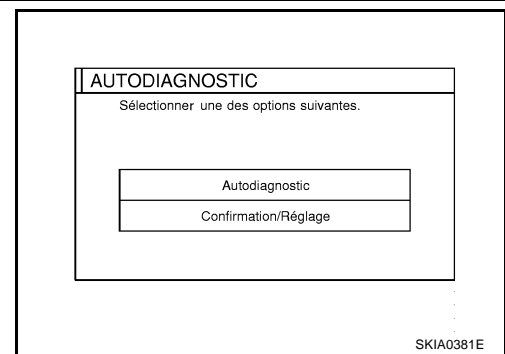 AUTODIAGNOSTIC
Sélectionner une des options suivantes.
Autodiagnostic
Confirmation/Réglage
SKIA0381E